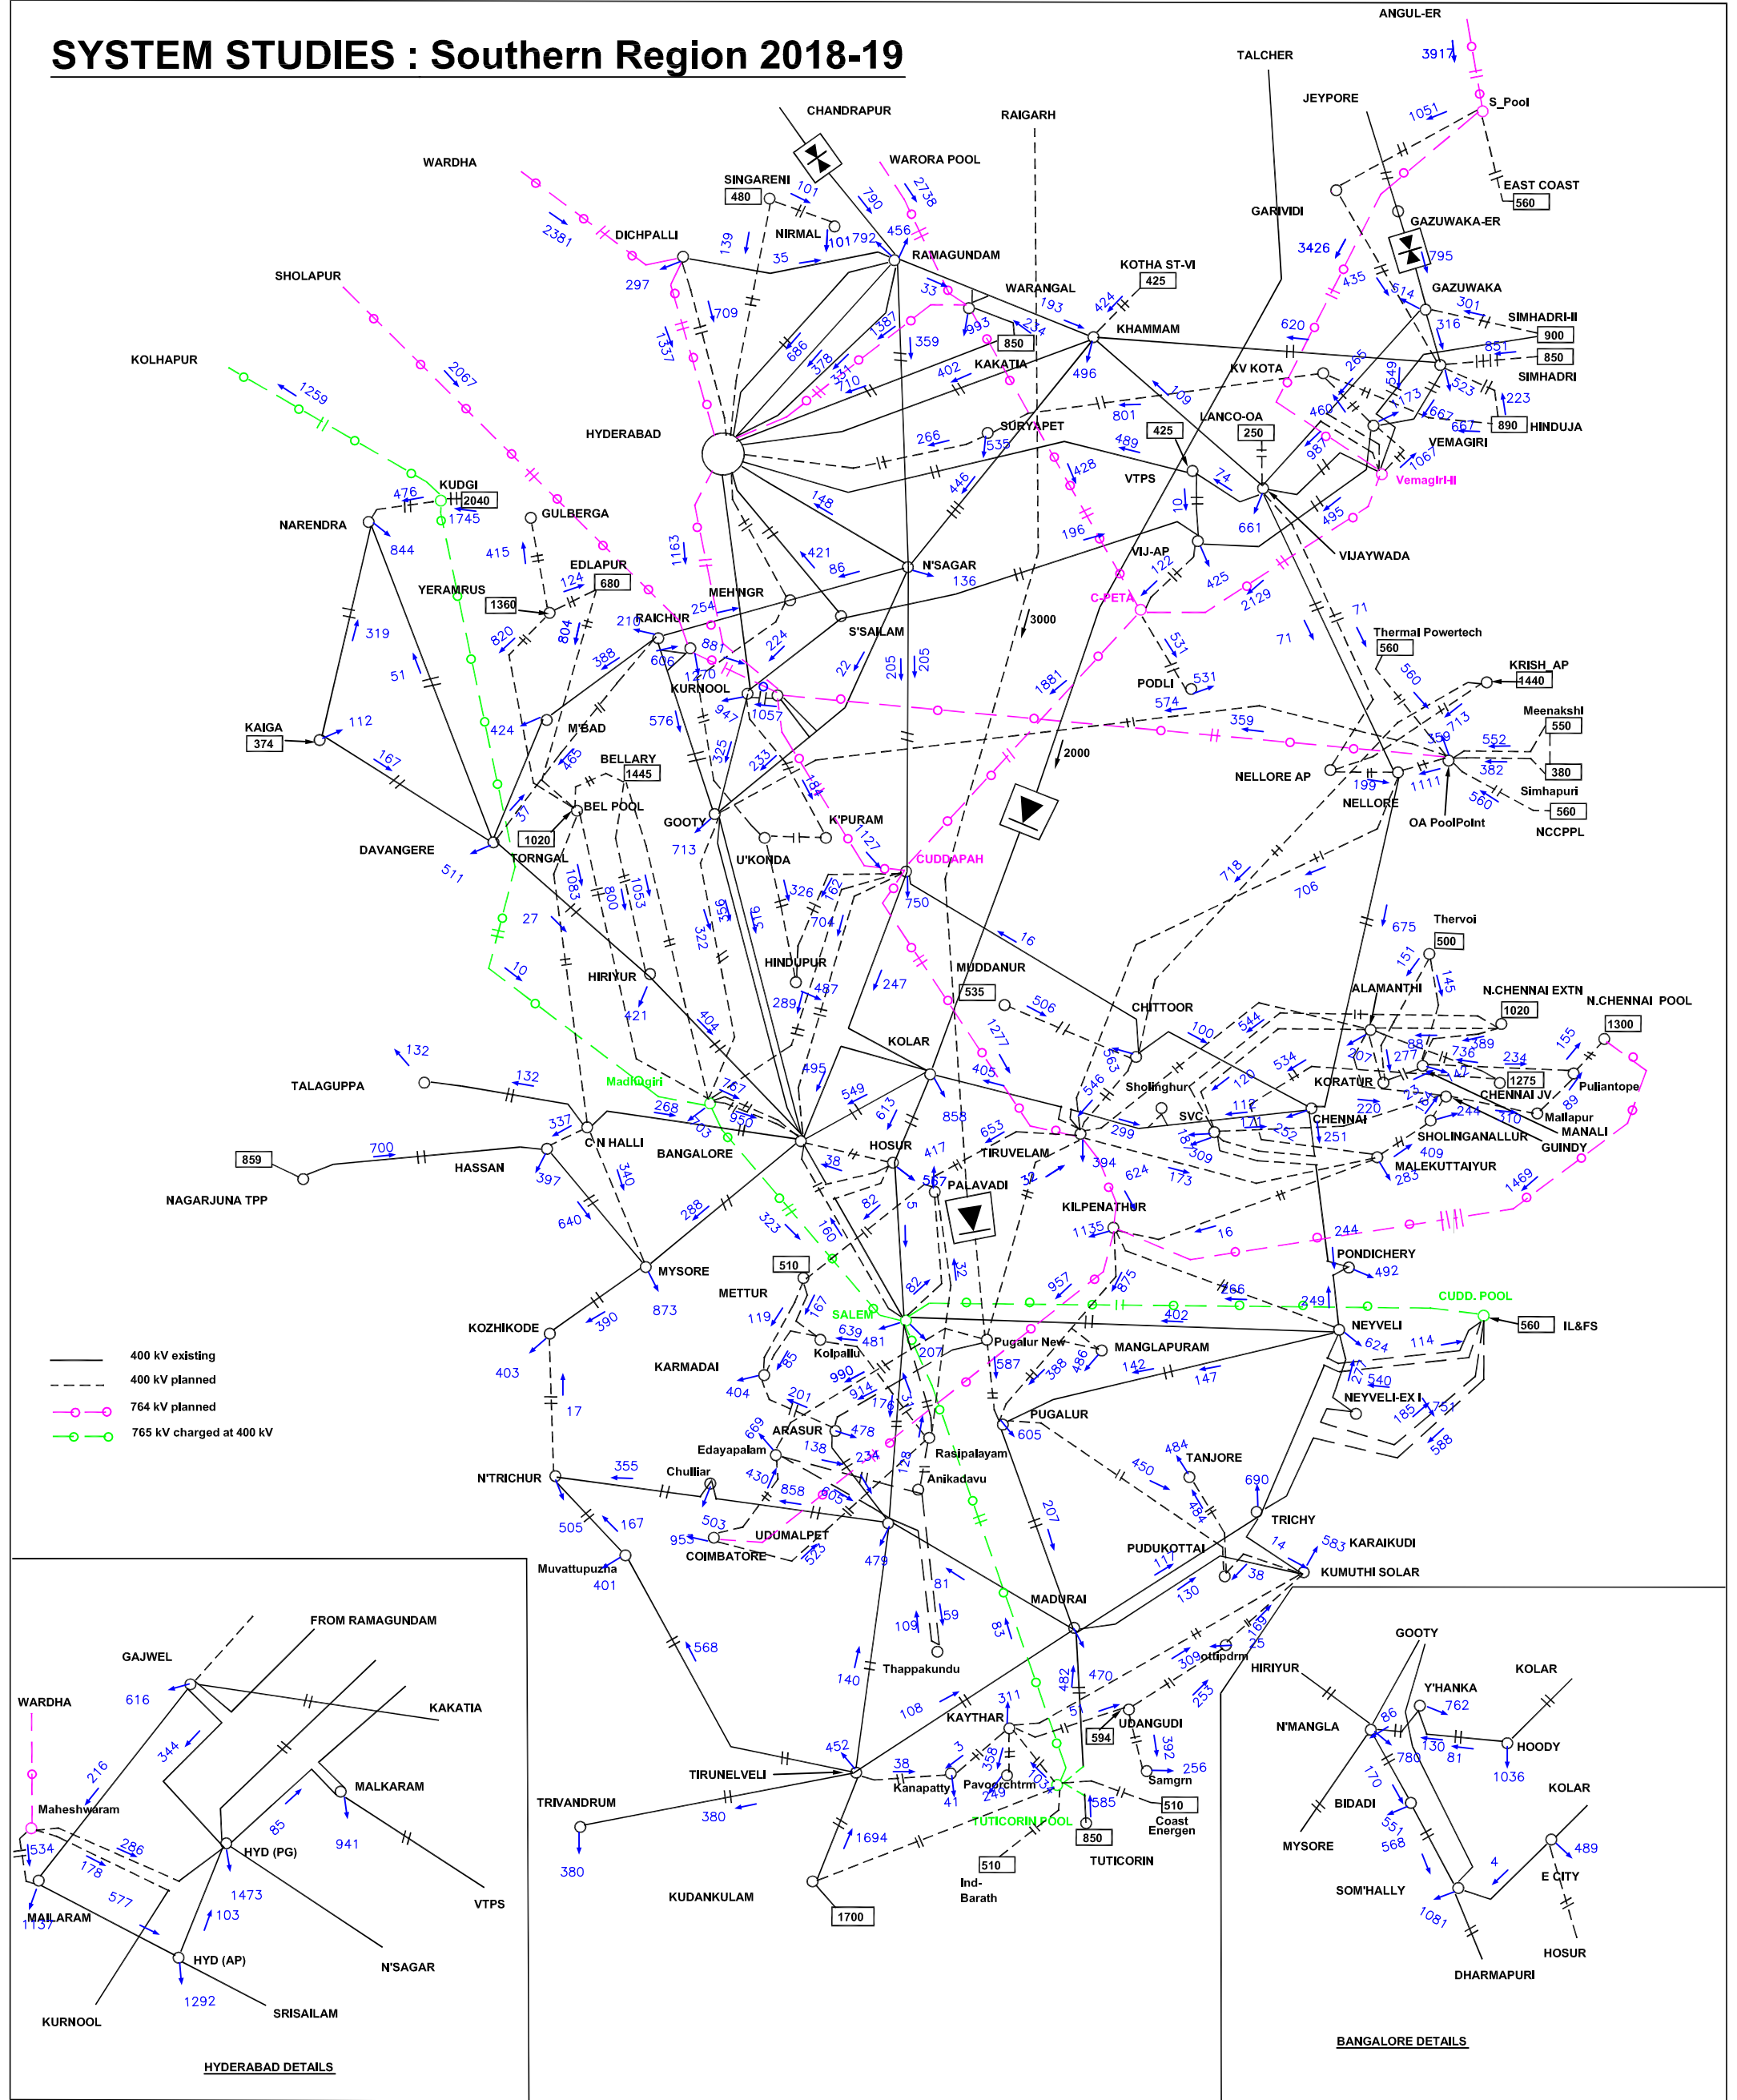 SYSTEM STUDIES : Southern Region 2018-19
ANGUL-ER
3917
TALCHER
JEYPORE
S_Pool
1051
CHANDRAPUR
RAIGARH
WARDHA
WARORA POOL
SINGARENI
480
101
790
2738
EAST COAST
560
GARIVIDI
GAZUWAKA-ER
2381
DICHPALLI
139
NIRMAL
101
792
456
RAMAGUNDAM
3426
795
35
297
SHOLAPUR
KOTHA ST-VI
425
435
514
GAZUWAKA
301
SIMHADRI-II
900
33
WARANGAL
193
424
709
1387
993
234
KHAMMAM
620
316
851
850
SIMHADRI
1337
686
378
331
710
359
850
KAKATIA
402
496
KV KOTA
265
549
523
223
KOLHAPUR
2067
1259
109
801
LANCO-OA
425
250
460
1173
667
667
890
HINDUJA
HYDERABAD
SURYAPET
266
535
489
VEMAGIRI
987
1067
428
VTPS
74
VemagirI-II
KUDGI
476
2040
1745
446
148
10
661
495
GULBERGA
NARENDRA
844
415
1163
196
VIJ-AP
VIJAYWADA
EDLAPUR
124
680
421
86
N'SAGAR
136
122
425
YERAMRUS
1360
MEH'NGR
254
C-PETA
2129
820
804
210
RAICHUR
319
881
224
S'SAILAM
3000
71
71
Thermal Powertech
560
388
606
1270
22
205
205
531
51
KURNOOL
1881
PODLI
531
560
KRISH_AP
1440
KAIGA
374
112
424
M'BAD
576
947
1057
574
359
359
713
Meenakshi
550
552
382
380
Simhapuri
560
560
NCCPPL
167
465
BELLARY
1445
325
233
184
2000
NELLORE AP
199
NELLORE
1111
OA PoolPoInt
37
BEL POOL
1020
GOOTY
713
K'PURAM
U'KONDA
DAVANGERE
TORNGAL
511
1127
CUDDAPAH
1083
800
1053
326
162
750
718
706
27
322
356
316
704
675
Thervoi
500
10
HIRIYUR
HINDUPUR
487
289
247
16
MUDDANUR
535
506
CHITTOOR
ALAMANTHI
151
145
N.CHENNAI EXTN
1020
N.CHENNAI POOL
1300
421
404
1277
563
100
544
207
277
88
736
389
234
155
132
TALAGUPPA
132
Madhugiri
767
950
703
495
KOLAR
549
405
858
546
Sholinghur
534
120
KORATUR
42
1275
CHENNAI JV
Puliantope
23
337
268
613
SVC
112
220
CHENNAI
244
310
89
Mallapur
C N HALLI
700
859
HASSAN
BANGALORE
HOSUR
417
653
TIRUVELAM
299
187
309
171
252
251
SHOLINGANALLUR
MANALI
GUINDY
409
NAGARJUNA TPP
397
340
38
567
PALAVADI
32
394
624
173
MALEKUTTAIYUR
283
1469
640
288
323
160
82
5
KILPENATHUR
1135
16
244
PONDICHERY
492
MYSORE
873
510
METTUR
32
82
957
875
266
249
CUDD. POOL
560
IL&FS
119
167
390
KOZHIKODE
403
SALEM
639
481
207
402
NEYVELI
624
114
Kolpallu
Pugalur New
MANGLAPURAM
KARMADAI
85
404
990
914
587
388
486
142
147
277
540
NEYVELI-EX I
201
176
31
185
751
588
400 kV existing
400 kV planned
764 kV planned
765 kV charged at 400 kV
17
PUGALUR
605
669
ARASUR
478
138
234
128
Rasipalayam
Edayapalam
450
484
TANJORE
N'TRICHUR
355
Chulliar
430
858
905
Anikadavu
484
690
505
167
503
953
UDUMALPET
COIMBATORE
523
479
207
TRICHY
14
583
KARAIKUDI
KUMUTHI SOLAR
PUDUKOTTAI
117
130
38
Muvattupuzha
401
81
59
109
MADURAI
83
169
25
568
140
Thappakundu
309
ottipdrm
482
470
253
108
311
KAYTHAR
51
UDANGUDI
594
392
452
TIRUNELVELI
38
3
Kanapatty
41
358
Pavoorchtrm
249
1034
256
Samgrn
TRIVANDRUM
380
380
TUTICORIN POOL
585
850
TUTICORIN
510
Coast
Energen
1694
KUDANKULAM
1700
510
Ind-
Barath
FROM RAMAGUNDAM
GAJWEL
616
WARDHA
KAKATIA
344
216
MALKARAM
941
Maheshwaram
534
178
286
85
HYD (PG)
577
1473
103
VTPS
MAILARAM
1137
HYD (AP)
N'SAGAR
1292
SRISAILAM
KURNOOL
HYDERABAD DETAILS
GOOTY
HIRIYUR
KOLAR
Y'HANKA
762
N'MANGLA
86
780
130
81
HOODY
1036
170
KOLAR
BIDADI
551
568
MYSORE
489
4
E CITY
SOM'HALLY
1081
HOSUR
DHARMAPURI
BANGALORE DETAILS